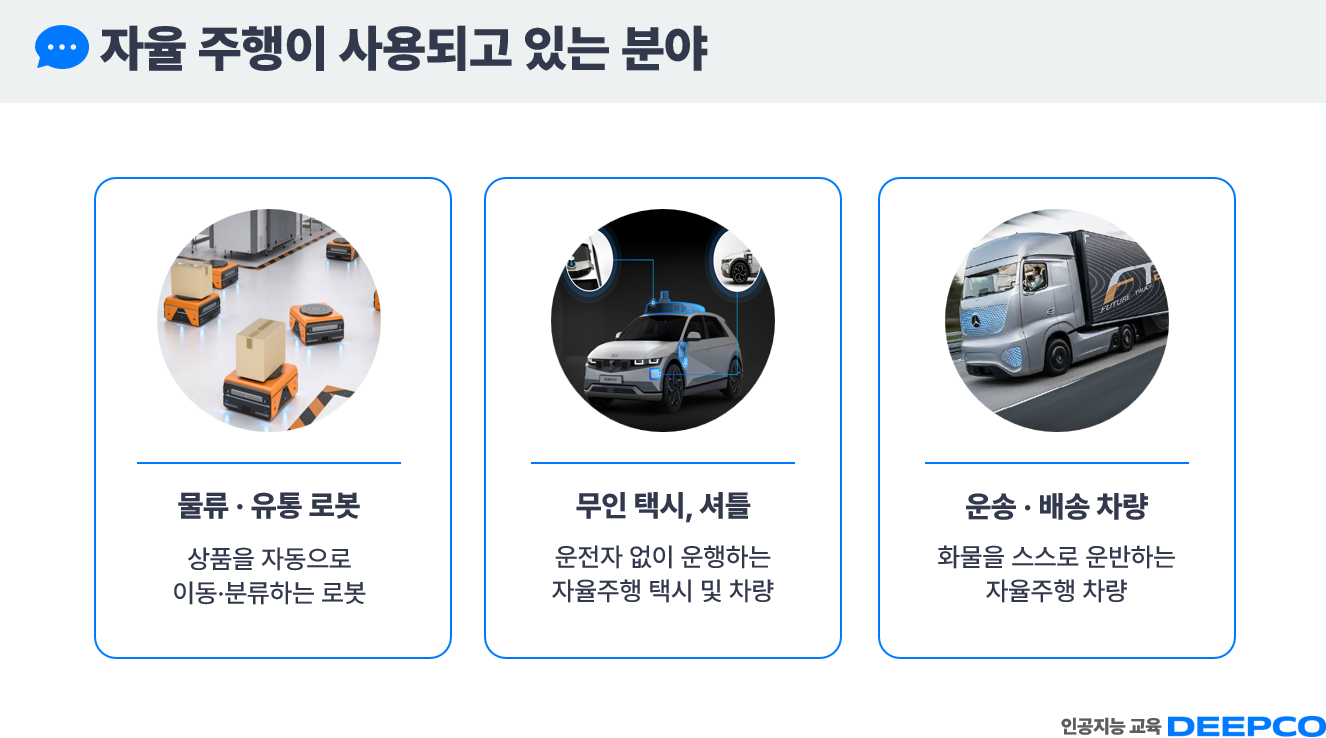 자율 주행이 사용되고 있는 분야
FUTURE TRUCK
물류 · 유통 로봇
상품을 자동으로
이동·분류하는 로봇
무인 택시, 셔틀
운전자 없이 운행하는
자율주행 택시 및 차량
운송 · 배송 차량
화물을 스스로 운반하는
자율주행 차량
인공지능 교육 DEEPCO